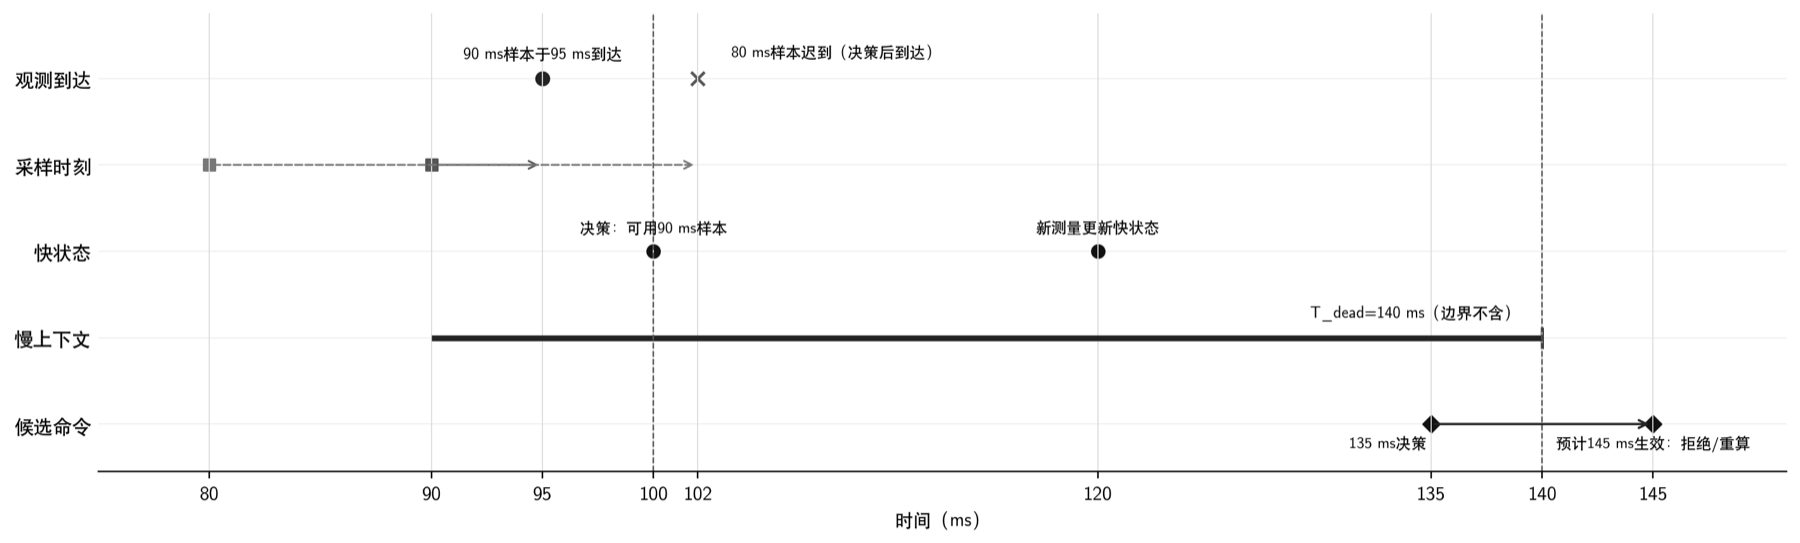 90 ms样本于95 ms到达
80 ms样本迟到（决策后到达）
观测到达
采样时刻
决策：可用90 ms样本
新测量更新快状态
快状态
T_dead=140 ms（边界不含）
慢上下文
候选命令
135 ms决策
预计145 ms生效：拒绝/重算
80 90 95 100 102 120 135 140 145
时间（ms）